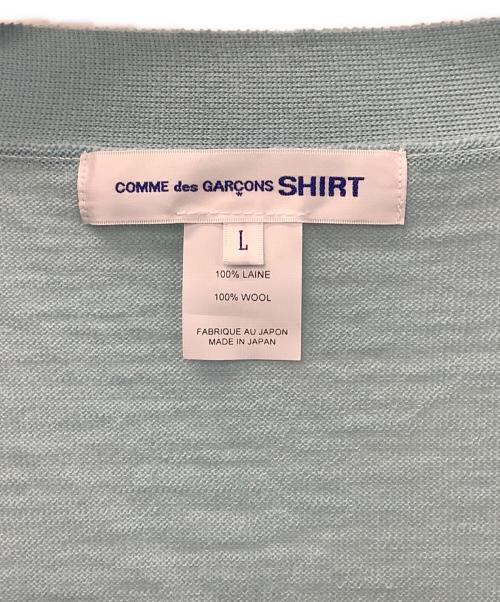 COMME des GARÇONS SHIRT
L
100% LAINE
100% WOOL
FABRIQUE AU JAPON
MADE IN JAPAN